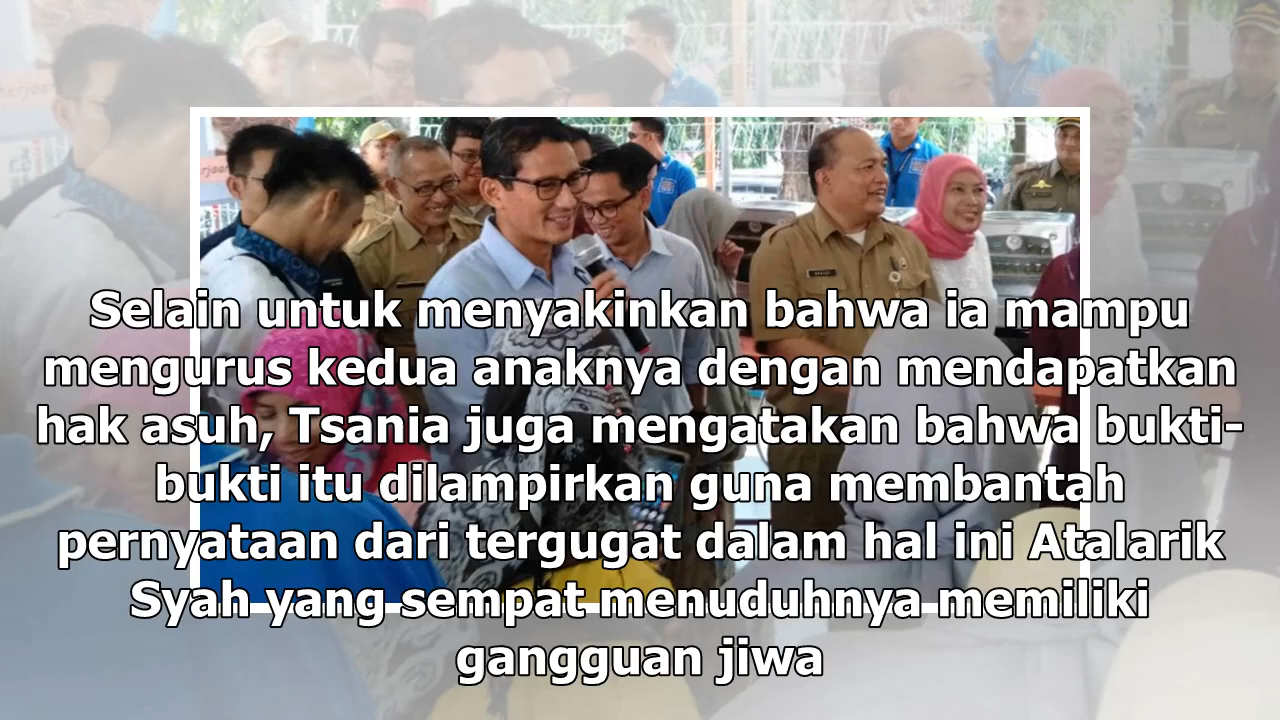 Selain untuk menyakinkan bahwa ia mampu
mengurus kedua anaknya dengan mendapatkan
hak asuh, Tsania juga mengatakan bahwa bukti-
bukti itu dilampirkan guna membantah
pernyataan dari tergugat dalam hal ini Atalarik
Syah yang sempat menuduhnya memiliki
gangguan jiwa